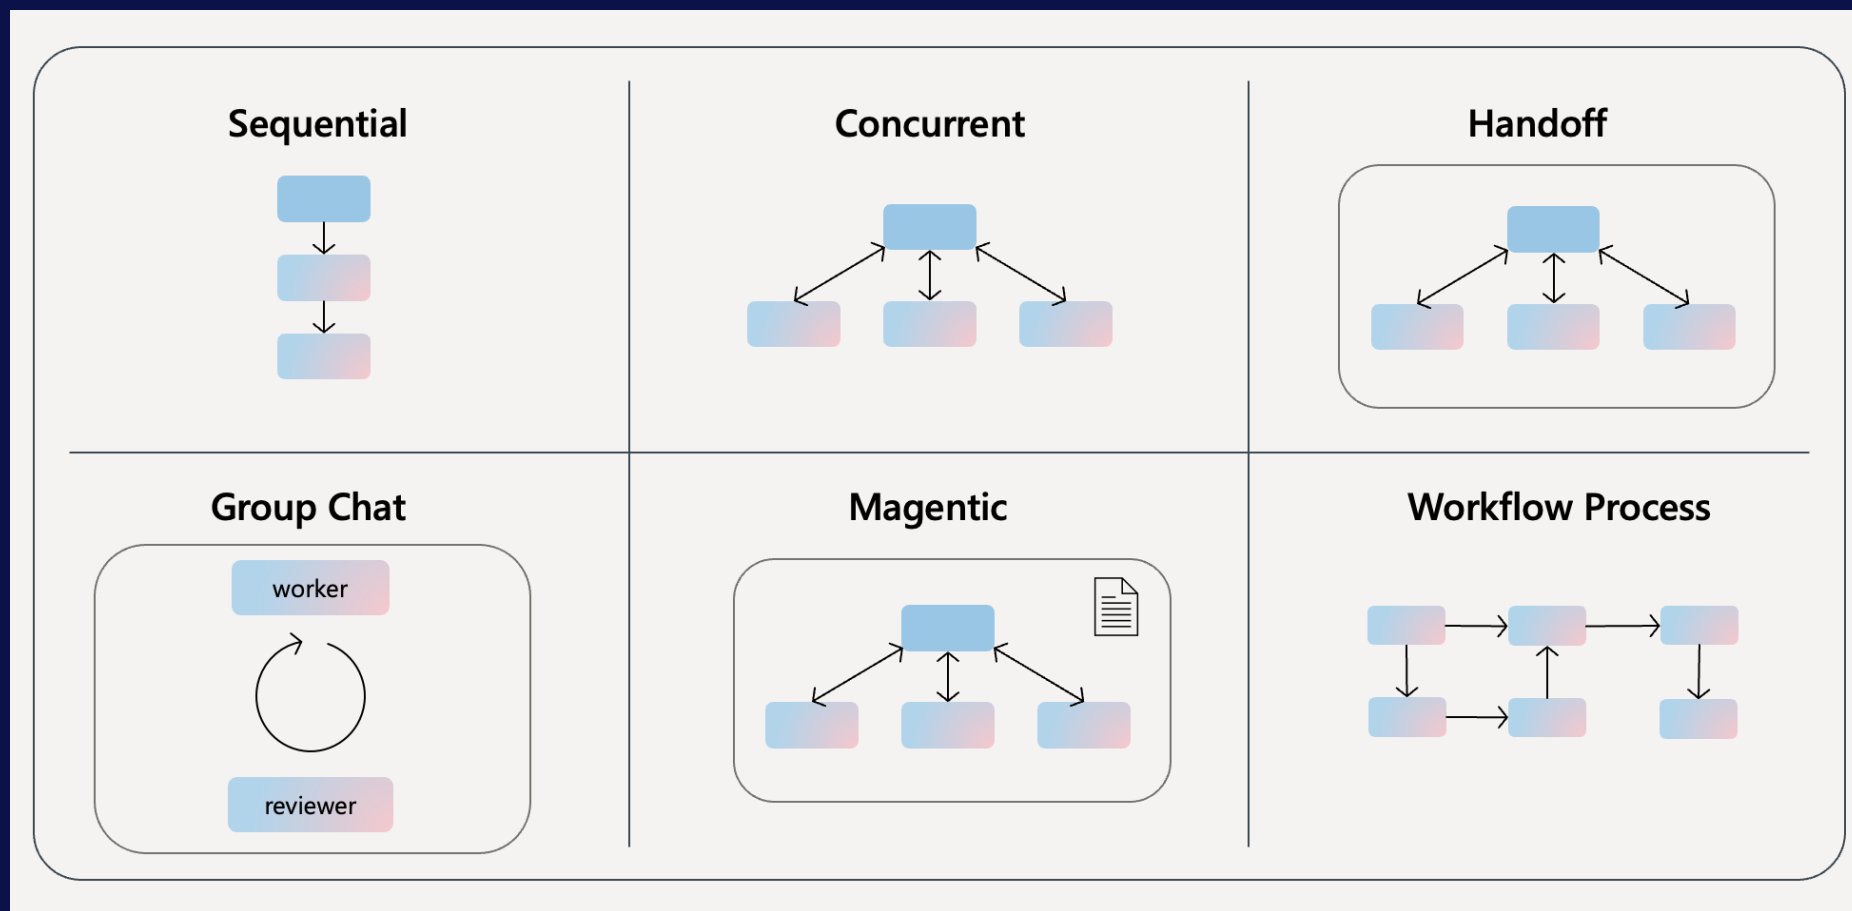 Sequential
Concurrent
Handoff
Group Chat
worker
reviewer
Magentic
Workflow Process